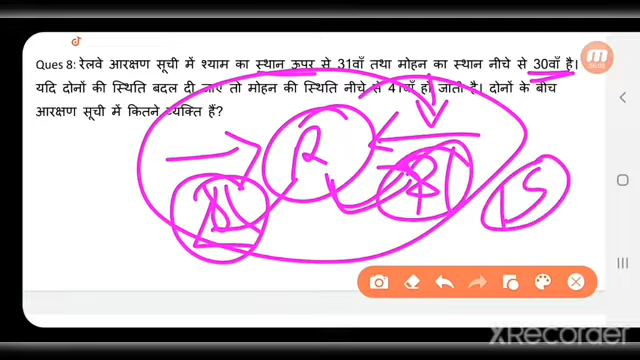 Ques 8: रेलवे आरक्षण सूची में श्याम का स्थान ऊपर से 31वाँ तथा मोहन का स्थान नीचे से 30वाँ है।
यदि दोनों की स्थिति बदल दी जाए तो मोहन की स्थिति नीचे से 41वाँ हो जाती है। दोनों के बीच
आरक्षण सूची में कितने व्यक्ति हैं?
R
XRecorder